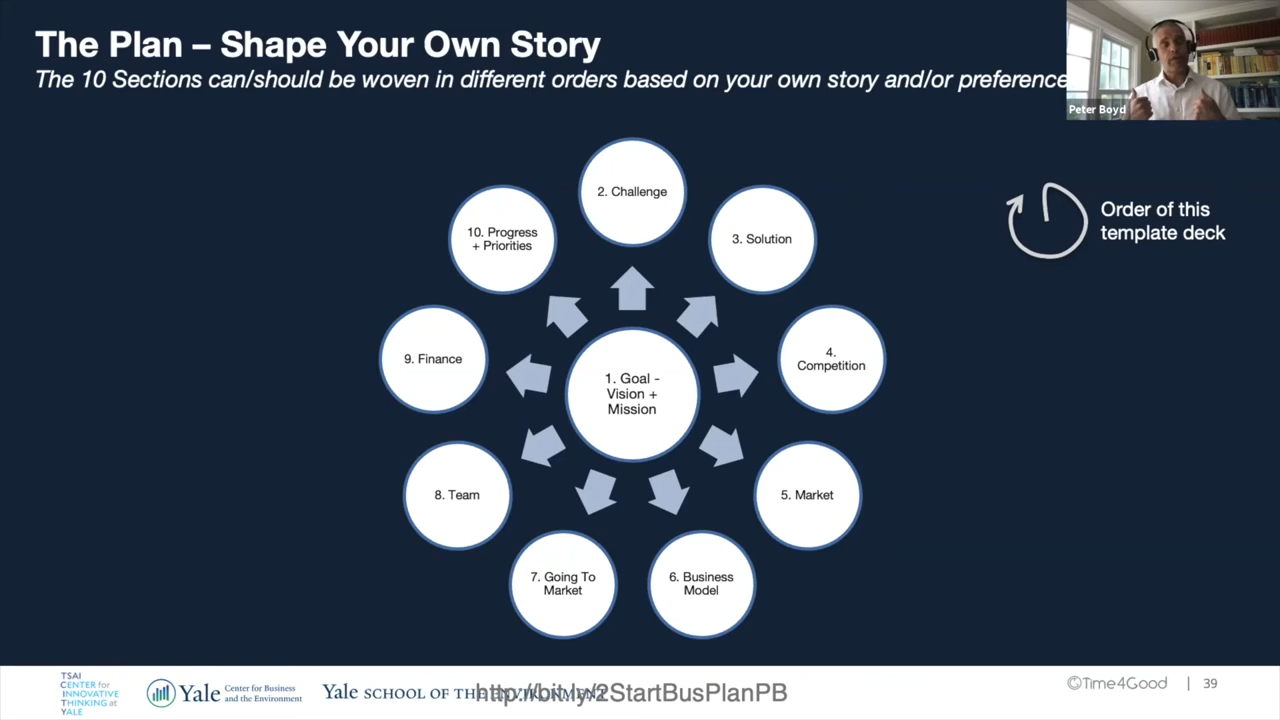 The Plan – Shape Your Own Story
The 10 Sections can/should be woven in different orders based on your own story and/or preference
Peter Boyd
Order of this
template deck
1. Goal -
Vision +
Mission
2. Challenge
3. Solution
4.
Competition
5. Market
6. Business
Model
7. Going To
Market
8. Team
9. Finance
10. Progress
+ Priorities
TSAI
CENTER for
INNOVATIVE
THINKING at
YALE
Yale Center for Business
and the Environment
Yale SCHOOL OF THE ENVIRONMENT
http://bit.ly/2StartBusPlanPB
©Time4Good | 39